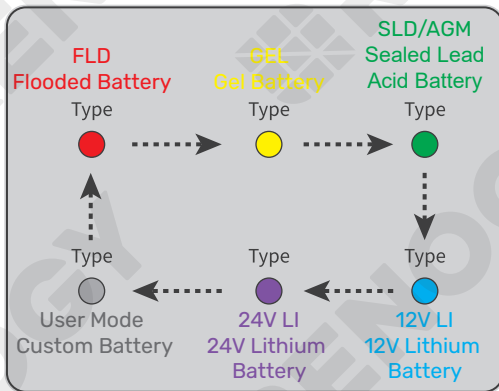 FLD
Flooded Battery
Type
GEL
Gel Battery
Type
SLD/AGM
Sealed Lead
Acid Battery
Type
Type
User Mode
Custom Battery
Type
24V LI
24V Lithium
Battery
Type
12V LI
12V Lithium
Battery